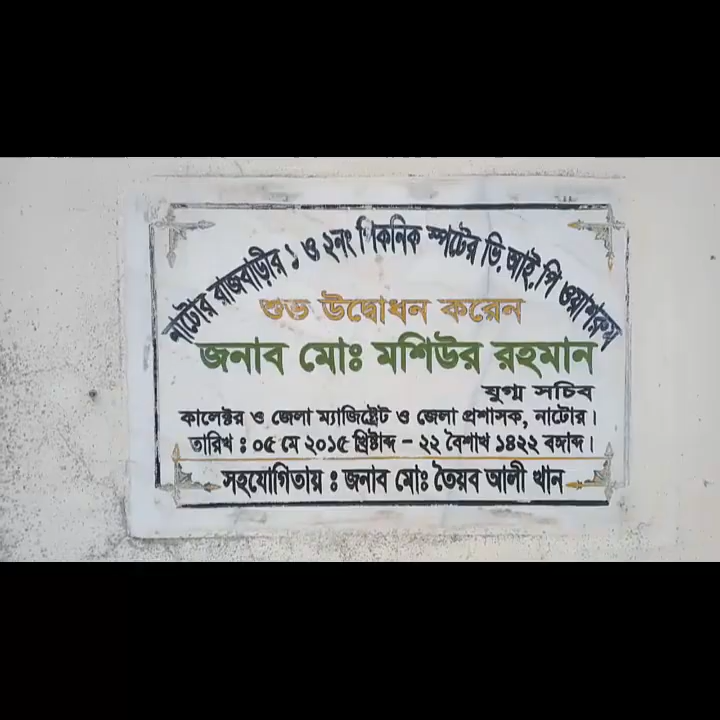 নাটোর রাজবাড়ীর ১ ও ২নং পিকনিক স্পটের ভি.আই.পি ওয়াশরুম
শুভ উদ্বোধন করেন
জনাব মোঃ মশিউর রহমান
যুগ্ম সচিব
কালেক্টর ও জেলা ম্যাজিষ্ট্রেট ও জেলা প্রশাসক, নাটোর।
তারিখ : ০৫ মে ২০১৫ খ্রিষ্টাব্দ - ২২ বৈশাখ ১৪২২ বঙ্গাব্দ।
সহযোগিতায় : জনাব মোঃ তৈয়ব আলী খান